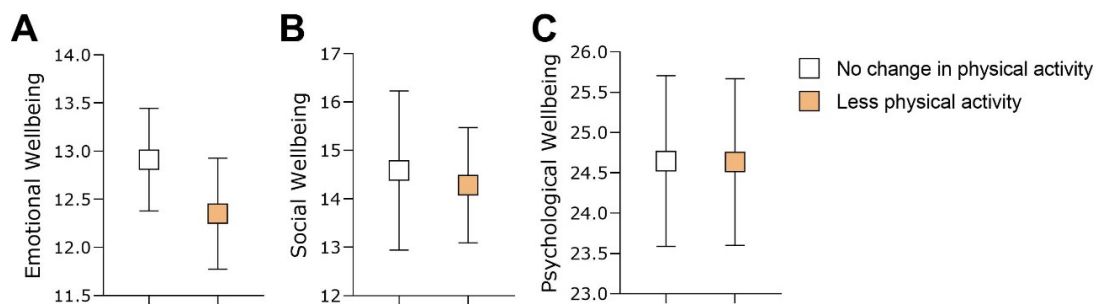 A
Emotional Wellbeing
14.0
13.5
13.0
12.5
12.0
11.5
B
Social Wellbeing
17
16
15
14
13
12
C
Psychological Wellbeing
26.0
25.5
25.0
24.5
24.0
23.5
23.0
No change in physical activity
Less physical activity